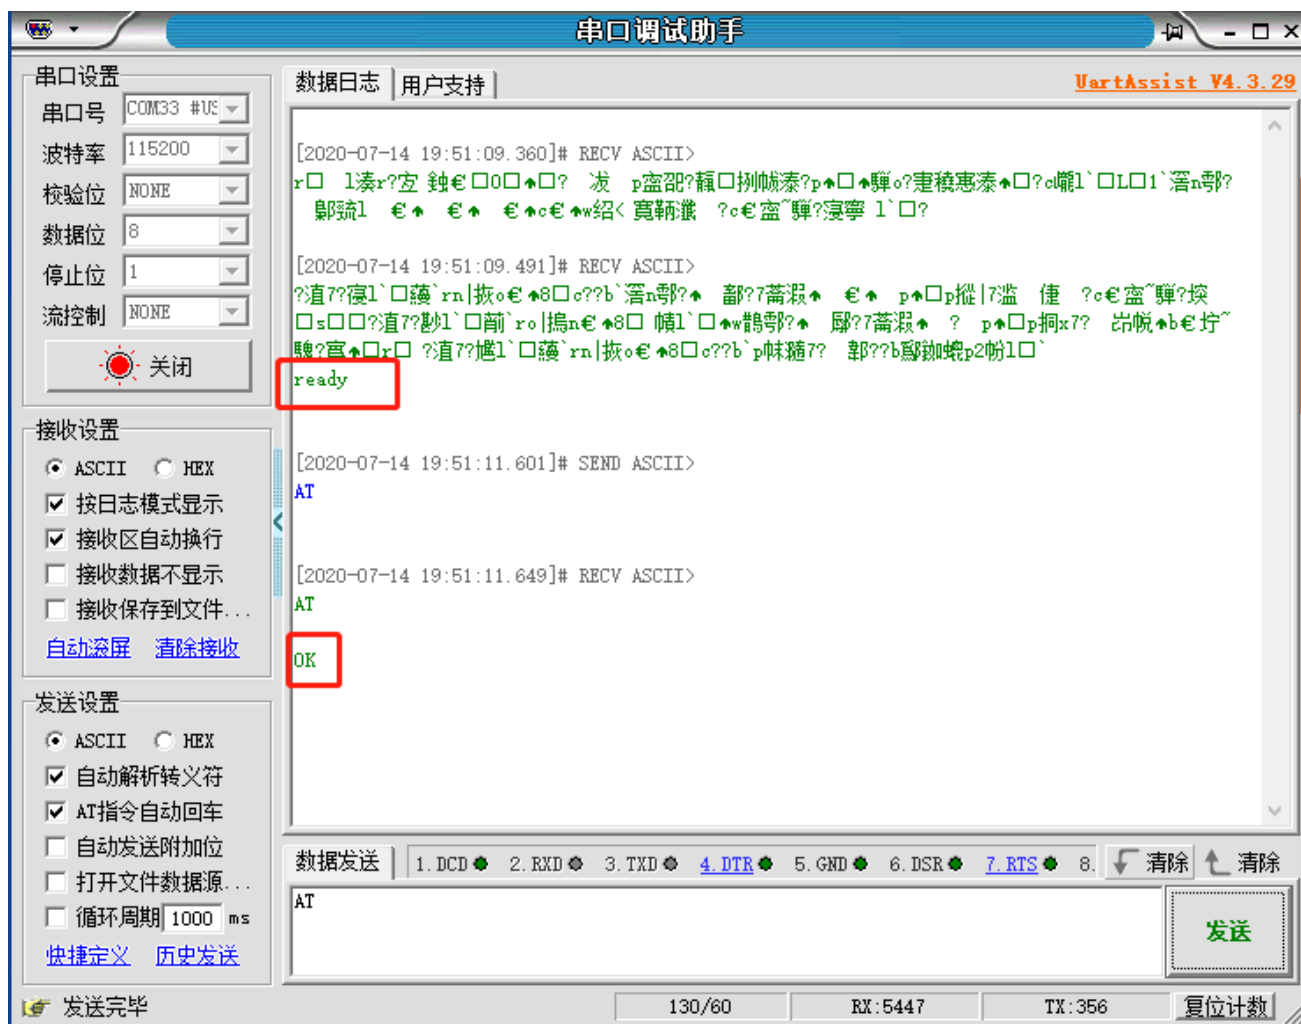 串口调试助手
串口设置
串口号 COM33 #US
波特率 115200
校验位 NONE
数据位 8
停止位 1
流控制 NONE
关闭
接收设置
ASCII HEX
按日志模式显示
接收区自动换行
接收数据不显示
接收保存到文件...
自动滚屏 清除接收
发送设置
ASCII HEX
自动解析转义符
AT指令自动回车
自动发送附加位
打开文件数据源...
循环周期 1000 ms
快捷定义 历史发送
数据日志 用户支持 UartAssist V4.3.29
[2020-07-14 19:51:09.360]# RECV ASCII>
[2020-07-14 19:51:09.491]# RECV ASCII>
ready
[2020-07-14 19:51:11.601]# SEND ASCII>
AT
[2020-07-14 19:51:11.649]# RECV ASCII>
AT
OK
数据发送 1.DCD 2.RXD 3.TXD 4.DTR 5.GND 6.DSR 7.RTS 8. 清除 清除
AT
发送
发送完毕 130/60 RX:5447 TX:356 复位计数